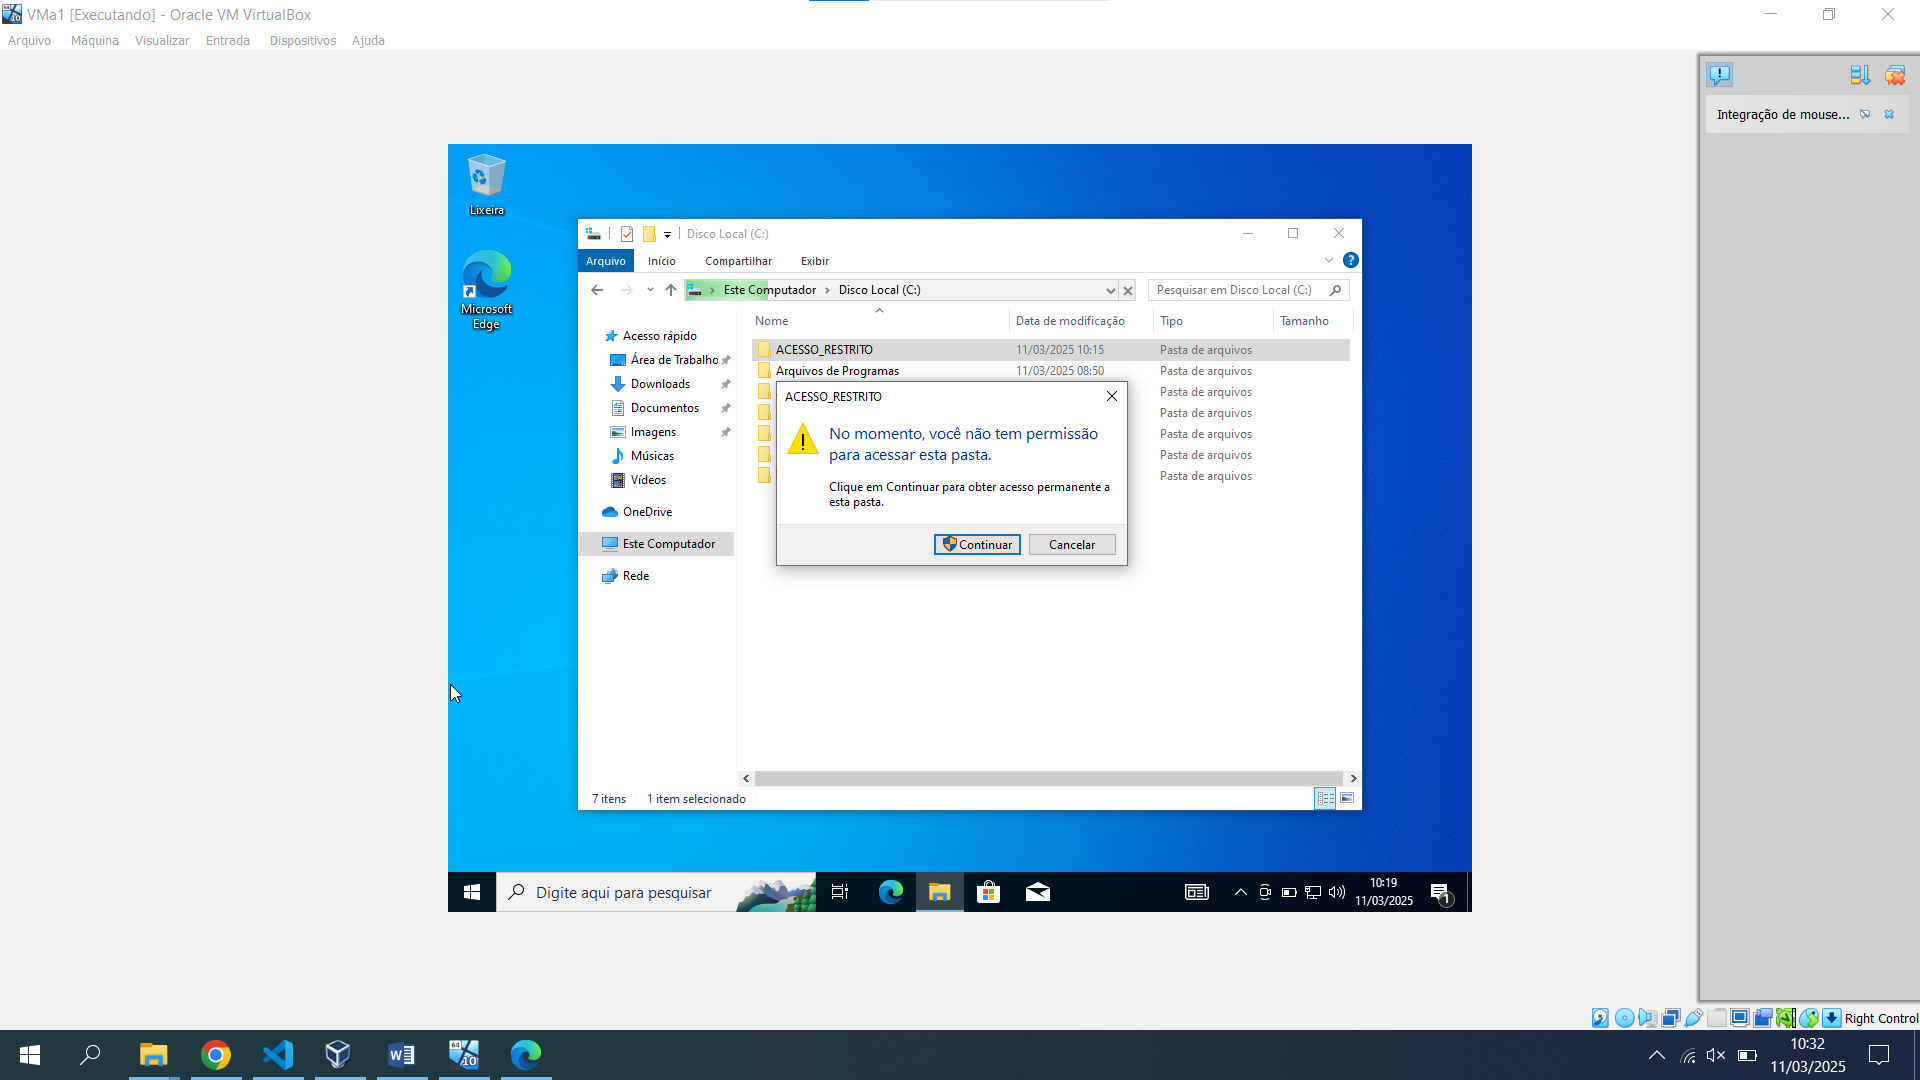 VMa1 [Executando] - Oracle VM VirtualBox
Arquivo Máquina Visualizar Entrada Dispositivos Ajuda
Integração de mouse...
Lixeira
Microsoft
Edge
Disco Local (C:)
Arquivo Início Compartilhar Exibir
Este Computador Disco Local (C:)
Pesquisar em Disco Local (C:)
Acesso rápido
Área de Trabalho
Downloads
Documentos
Imagens
Músicas
Vídeos
OneDrive
Este Computador
Rede
Nome Data de modificação Tipo Tamanho
ACESSO_RESTRITO 11/03/2025 10:15 Pasta de arquivos
Arquivos de Programas 11/03/2025 08:50 Pasta de arquivos
Pasta de arquivos
Pasta de arquivos
Pasta de arquivos
Pasta de arquivos
Pasta de arquivos
ACESSO_RESTRITO
No momento, você não tem permissão
para acessar esta pasta.
Clique em Continuar para obter acesso permanente a
esta pasta.
Continuar Cancelar
7 itens 1 item selecionado
Digite aqui para pesquisar
10:19
11/03/2025
1
Right Control
10:32
11/03/2025